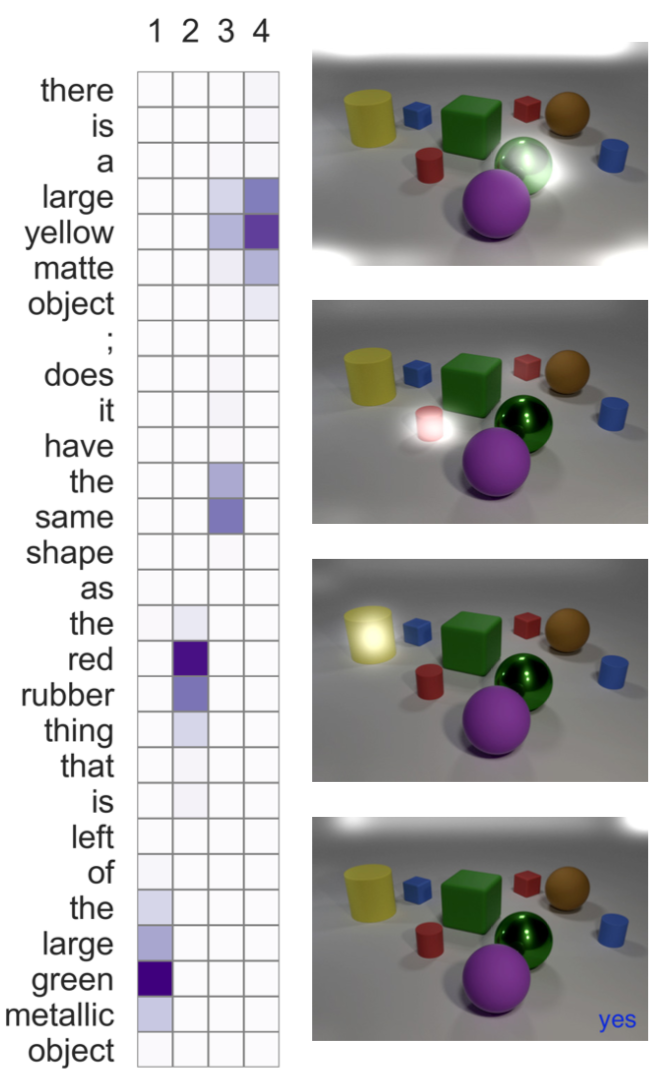 1 2 3 4
there
is
a
large
yellow
matte
object
;
does
it
have
the
same
shape
as
the
red
rubber
thing
that
is
left
of
the
large
green
metallic
object
yes